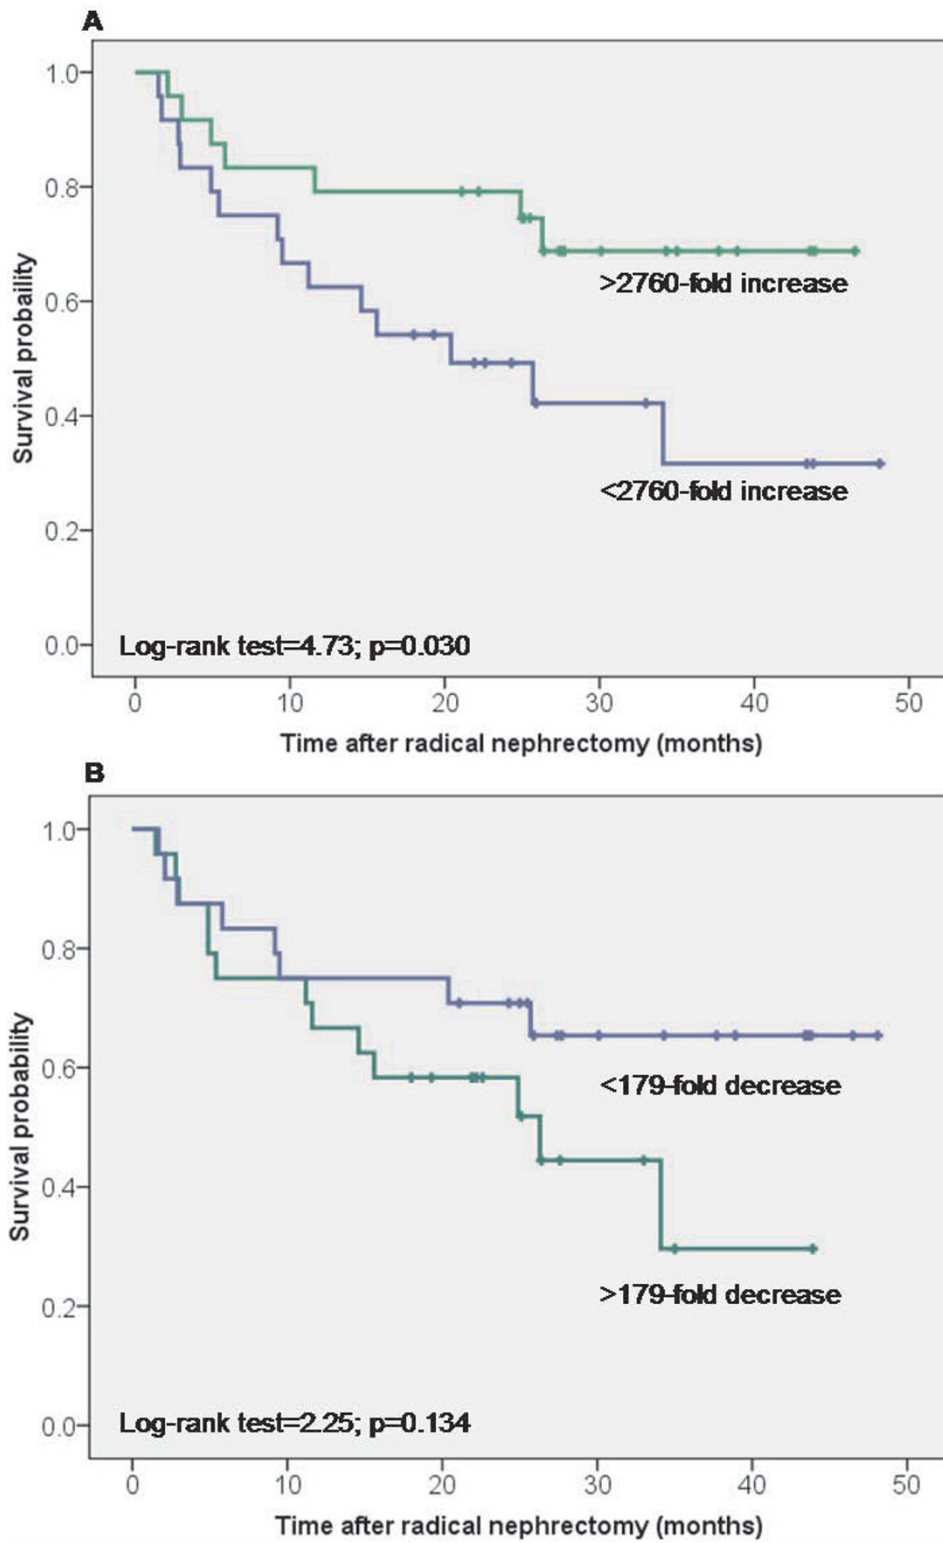 A
1.0
0.8
0.6
0.4
0.2
0.0
Survival probaility
>2760-fold increase
<2760-fold increase
Log-rank test=4.73; p=0.030
0 10 20 30 40 50
Time after radical nephrectomy (months)
B
1.0
0.8
0.6
0.4
0.2
0.0
Survival probability
<179-fold decrease
>179-fold decrease
Log-rank test=2.25; p=0.134
0 10 20 30 40 50
Time after radical nephrectomy (months)